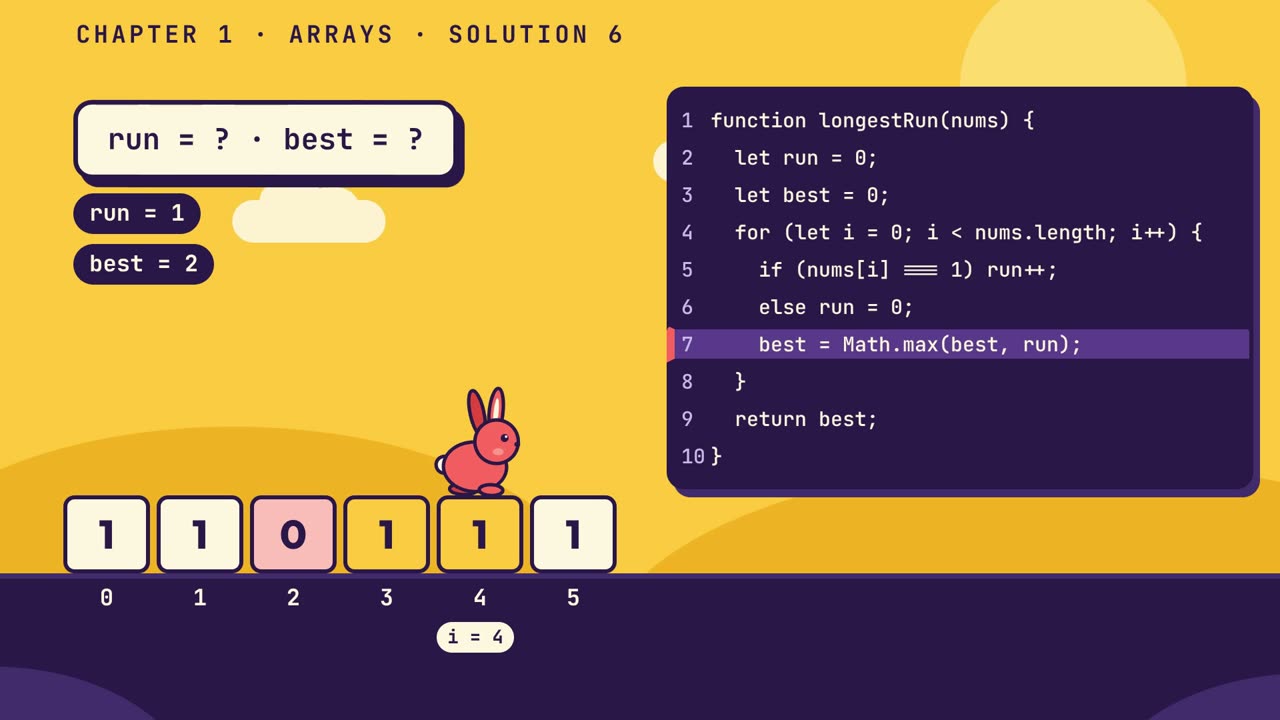 CHAPTER 1 · ARRAYS · SOLUTION 6
run = ? · best = ?
run = 1
best = 2
1 function longestRun(nums) {
2 let run = 0;
3 let best = 0;
4 for (let i = 0; i < nums.length; i++) {
5 if (nums[i] === 1) run++;
6 else run = 0;
7 best = Math.max(best, run);
8 }
9 return best;
10 }
1 1 0 1 1 1
0 1 2 3 4 5
i = 4